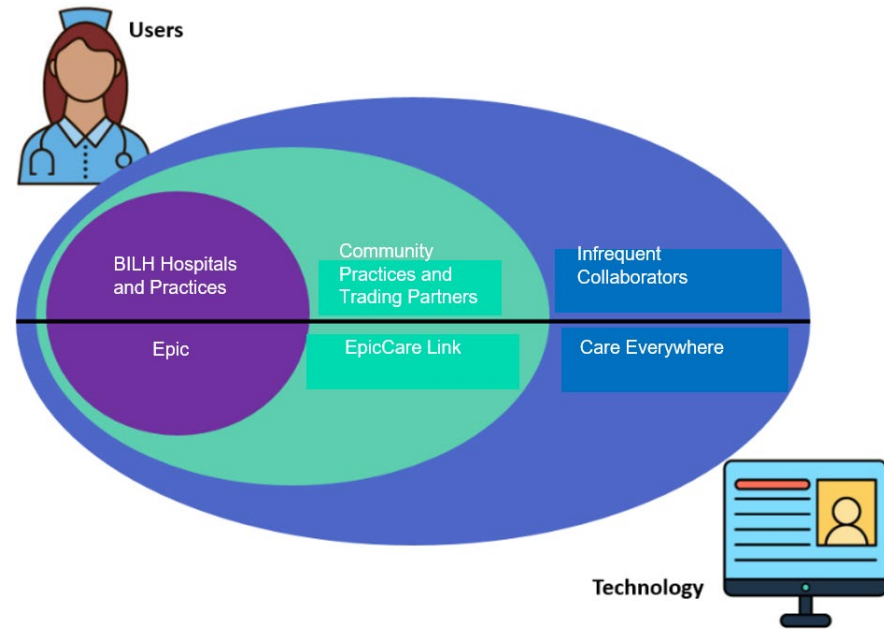 Users
BILH Hospitals
and Practices
Community
Practices and
Trading Partners
Infrequent
Collaborators
Epic
EpicCare Link
Care Everywhere
Technology